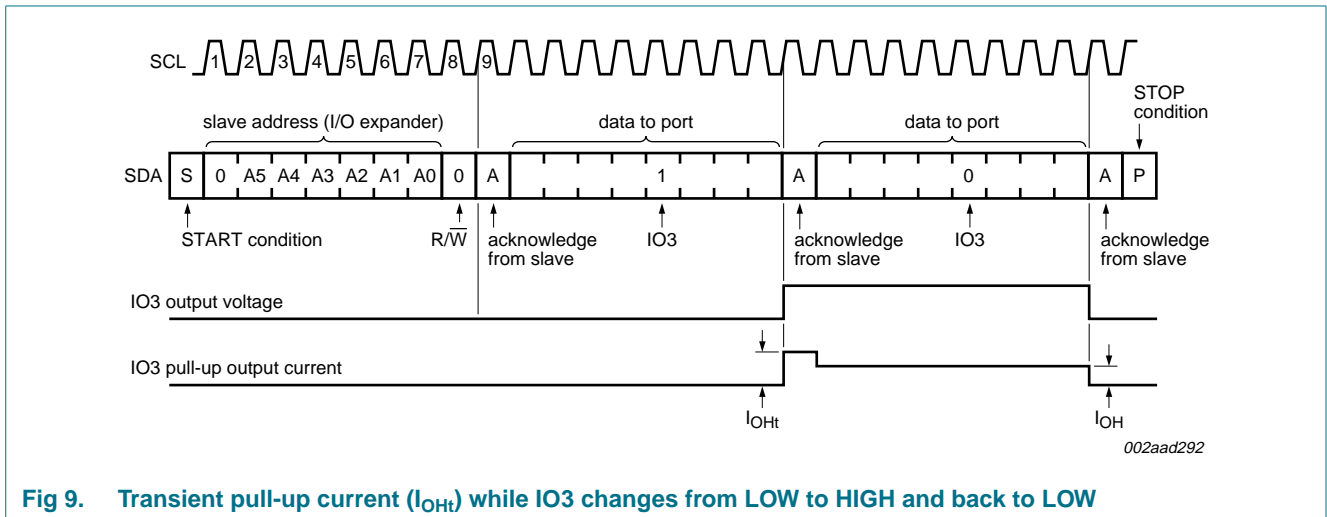 SCL 1 2 3 4 5 6 7 8 9
STOP
condition
slave address (I/O expander) data to port data to port
SDA S 0 A5 A4 A3 A2 A1 A0 0 A 1 A 0 A P
START condition R/W̅ acknowledge from slave IO3 acknowledge from slave IO3 acknowledge from slave
IO3 output voltage
IO3 pull-up output current
IOHt IOH
002aad292
Fig 9. Transient pull-up current (IOHt) while IO3 changes from LOW to HIGH and back to LOW